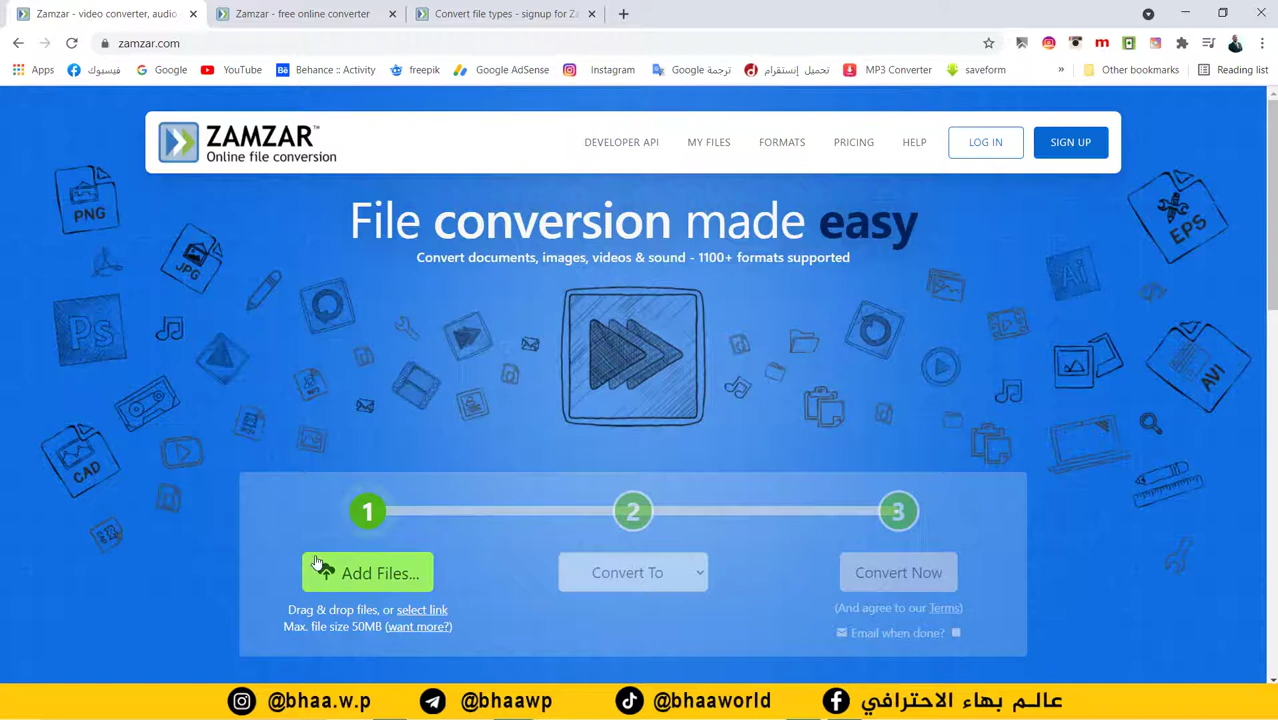 Zamzar - video converter, audio
Zamzar - free online converter
Convert file types - signup for Za
zamzar.com
Apps
فيسبوك
Google
YouTube
Behance :: Activity
freepik
Google AdSense
Instagram
ترجمة Google
تحميل إنستقرام
MP3 Converter
saveform
»
Other bookmarks
Reading list
ZAMZAR™
Online file conversion
DEVELOPER API
MY FILES
FORMATS
PRICING
HELP
LOG IN
SIGN UP
File conversion made easy
Convert documents, images, videos & sound - 1100+ formats supported
PNG
JPG
EPS
Ai
Ps
AVI
CAD
1
2
3
Add Files...
Convert To
Convert Now
Drag & drop files, or select link
Max. file size 50MB (want more?)
(And agree to our Terms)
Email when done?
@bhaa.w.p
@bhaawp
@bhaaworld
عالم بهاء الاحترافي